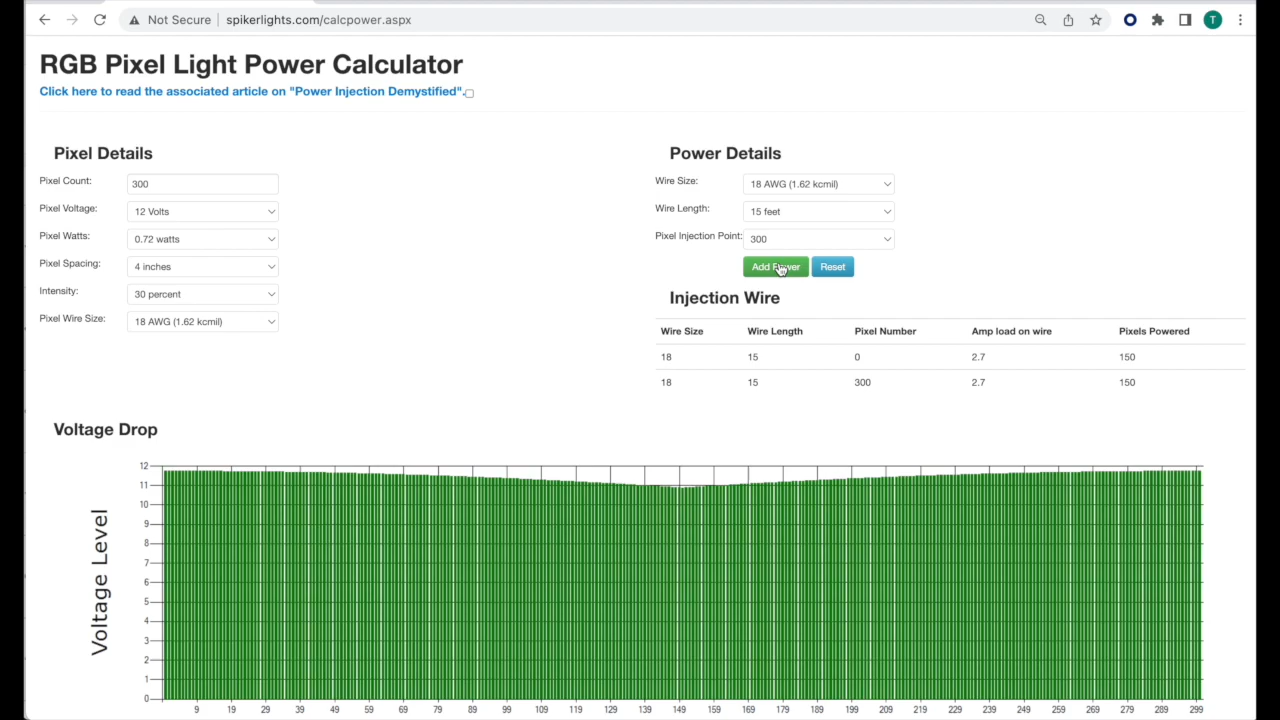 Not Secure spikerlights.com/calcpower.aspx
T
RGB Pixel Light Power Calculator
Click here to read the associated article on "Power Injection Demystified".
Pixel Details
Pixel Count: 300
Pixel Voltage: 12 Volts
Pixel Watts: 0.72 watts
Pixel Spacing: 4 inches
Intensity: 30 percent
Pixel Wire Size: 18 AWG (1.62 kcmil)
Power Details
Wire Size: 18 AWG (1.62 kcmil)
Wire Length: 15 feet
Pixel Injection Point: 300
Add Power Reset
Injection Wire
Wire Size Wire Length Pixel Number Amp load on wire Pixels Powered
18 15 0 2.7 150
18 15 300 2.7 150
Voltage Drop
Voltage Level
12
11
10
9
8
7
6
5
4
3
2
1
0
9 19 29 39 49 59 69 79 89 99 109 119 129 139 149 159 169 179 189 199 209 219 229 239 249 259 269 279 289 299